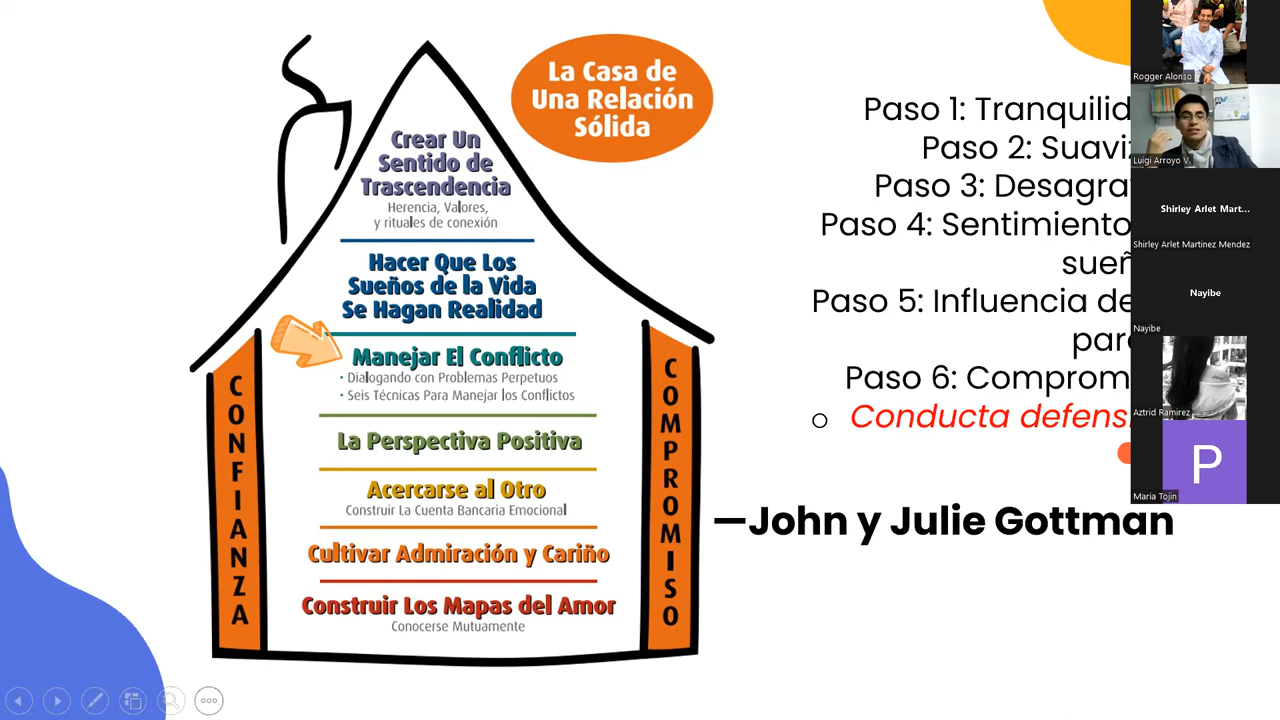 La Casa de
Una Relación
Sólida
Crear Un
Sentido de
Trascendencia
Herencia, Valores,
y rituales de conexión
Hacer Que Los
Sueños de la Vida
Se Hagan Realidad
Manejar El Conflicto
• Dialogando con Problemas Perpetuos
• Seis Técnicas Para Manejar los Conflictos
La Perspectiva Positiva
Acercarse al Otro
Construir La Cuenta Bancaria Emocional
Cultivar Admiración y Cariño
Construir Los Mapas del Amor
Conocerse Mutuamente
CONFIANZA
COMPROMISO
Paso 1: Tranquilid
Paso 2: Suaviz
Paso 3: Desagra
Paso 4: Sentimiento
sueñ
Paso 5: Influencia de
para
Paso 6: Comprom
o Conducta defens
—John y Julie Gottman
Rogger Alonso
Luigi Arroyo V.
Shirley Arlet Mart...
Shirley Arlet Martinez Mendez
Nayibe
Nayibe
Aztrid Ramirez
P
Maria Tojin